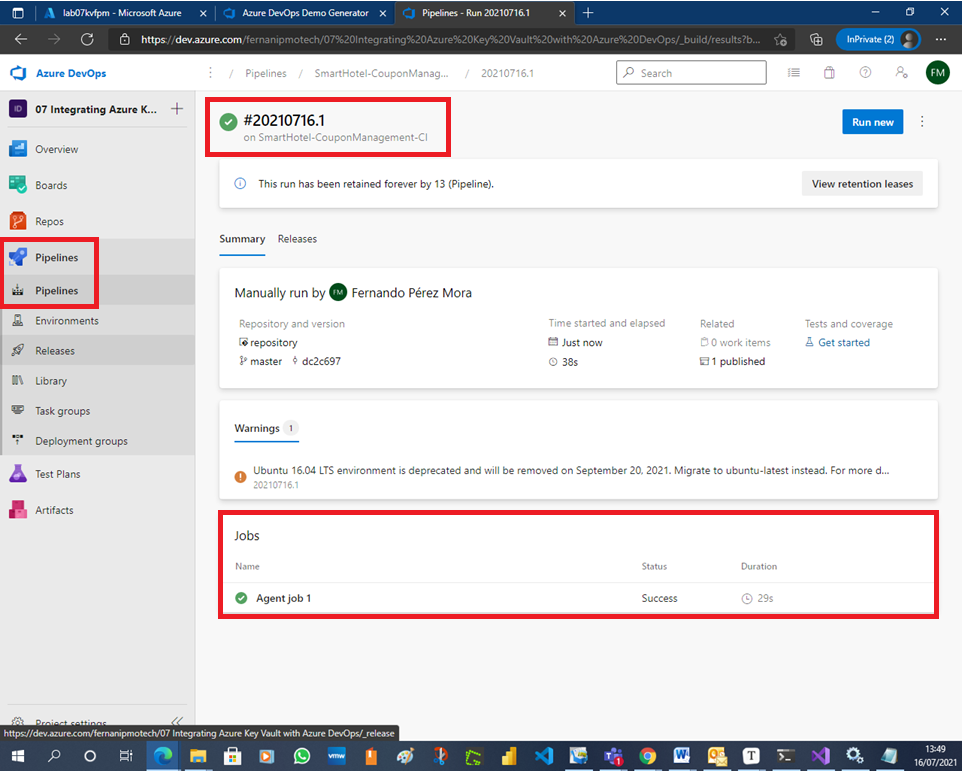 lab07kvfpm - Microsoft Azure
Azure DevOps Demo Generator
Pipelines - Run 20210716.1
https://dev.azure.com/fernanipmotech/07%20Integrating%20Azure%20Key%20Vault%20with%20Azure%20DevOps/_build/results?b...
InPrivate (2)
Azure DevOps
/ Pipelines / SmartHotel-CouponManag... / 20210716.1
Search
FM
ID 07 Integrating Azure K...
Overview
Boards
Repos
Pipelines
Pipelines
Environments
Releases
Library
Task groups
Deployment groups
Test Plans
Artifacts
Project settings
#20210716.1
on SmartHotel-CouponManagement-CI
Run new
This run has been retained forever by 13 (Pipeline).
View retention leases
Summary Releases
Manually run by FM Fernando Pérez Mora
Repository and version
repository
master dc2c697
Time started and elapsed
Just now
38s
Related
0 work items
1 published
Tests and coverage
Get started
Warnings 1
Ubuntu 16.04 LTS environment is deprecated and will be removed on September 20, 2021. Migrate to ubuntu-latest instead. For more d...
20210716.1
Jobs
Name Status Duration
Agent job 1 Success 29s
https://dev.azure.com/fernanipmotech/07 Integrating Azure Key Vault with Azure DevOps/_release
vmw
13:49
16/07/2021